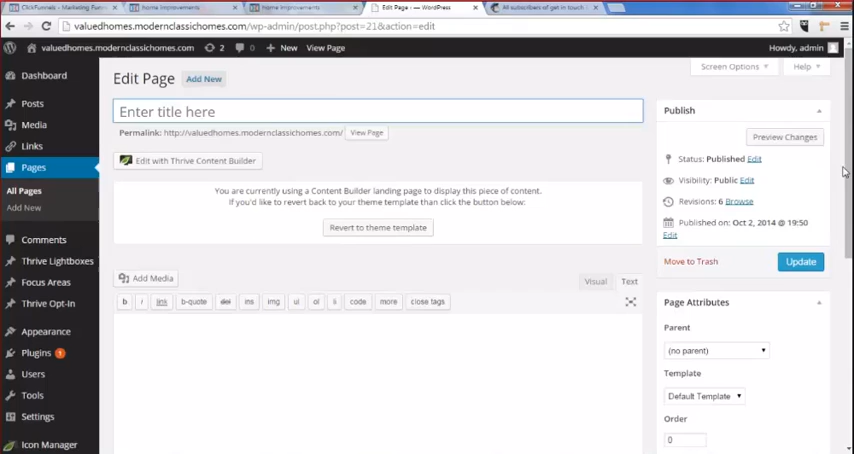 ClickFunnels – Marketing Funn
home Improvements
Home Improvements
Edit Page ‹ — WordPress
All subscribers of get in touch
valuedhomes.modernclassichomes.com/wp-admin/post.php?post=21&action=edit
valuedhomes.modernclassichomes.com
2
0
New
View Page
Howdy, admin
Dashboard
Posts
Media
Links
Pages
All Pages
Add New
Comments
Thrive Lightboxes
Focus Areas
Thrive Opt-In
Appearance
Plugins 1
Users
Tools
Settings
Icon Manager
Screen Options
Help
Edit Page
Add New
Enter title here
Permalink: http://valuedhomes.modernclassichomes.com/
View Page
Edit with Thrive Content Builder
You are currently using a Content Builder landing page to display this piece of content.
If you'd like to revert back to your theme template than click the button below:
Revert to theme template
Add Media
Visual
Text
b
i
link
b-quote
del
ins
img
ul
ol
li
code
more
close tags
Publish
Preview Changes
Status: Published Edit
Visibility: Public Edit
Revisions: 6 Browse
Published on: Oct 2, 2014 @ 19:50
Edit
Move to Trash
Update
Page Attributes
Parent
(no parent)
Template
Default Template
Order
0